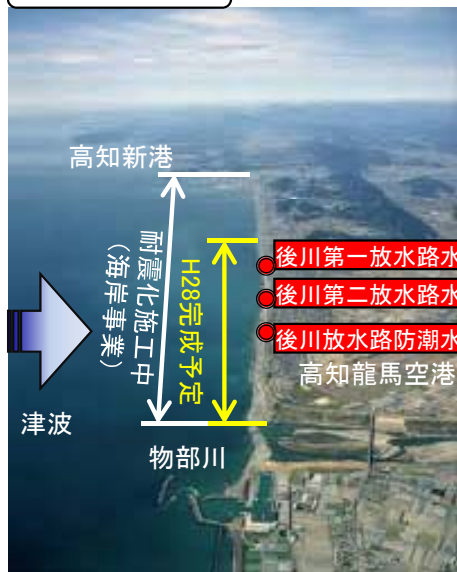 高知新港
耐震化施工中
（海岸事業）
H28完成予定
後川第一放水路水
後川第二放水路水
後川放水路防潮水
高知龍馬空港
津波
物部川